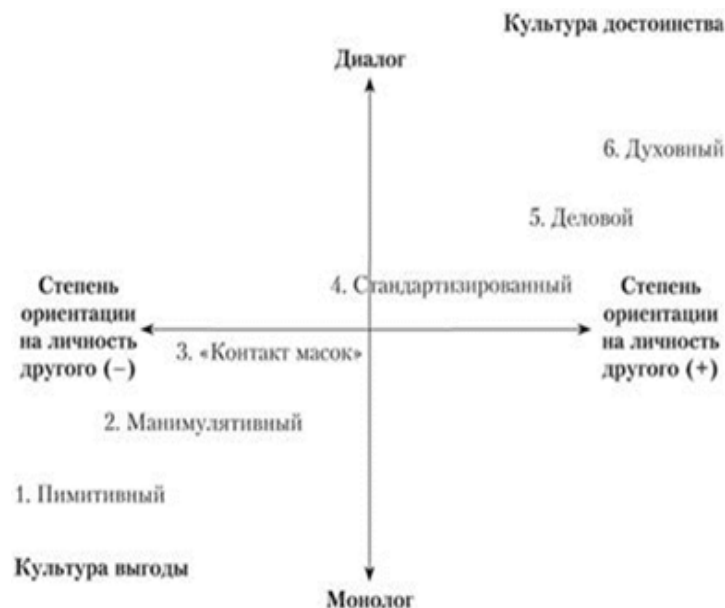 Культура достоинства
Диалог
6. Духовный
5. Деловой
4. Стандартизированный
Степень
ориентации
на личность
другого (−)
Степень
ориентации
на личность
другого (+)
3. «Контакт масок»
2. Манимулятивный
1. Пимитивный
Культура выгоды
Монолог